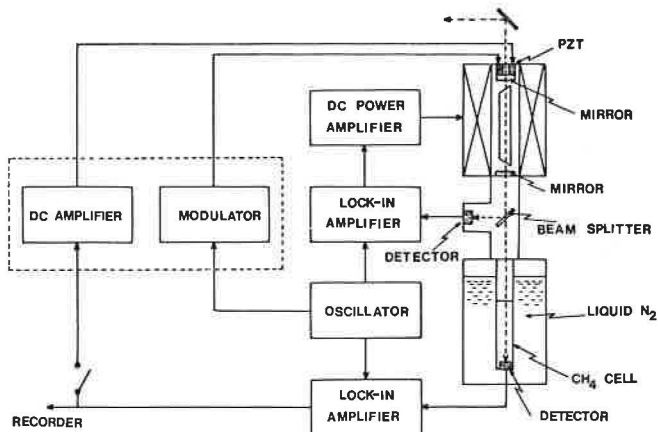 PZT
DC POWER
AMPLIFIER
MIRROR
MIRROR
DC AMPLIFIER
MODULATOR
LOCK-IN
AMPLIFIER
BEAM SPLITTER
DETECTOR
OSCILLATOR
LIQUID N2
CH4 CELL
LOCK-IN
AMPLIFIER
DETECTOR
RECORDER